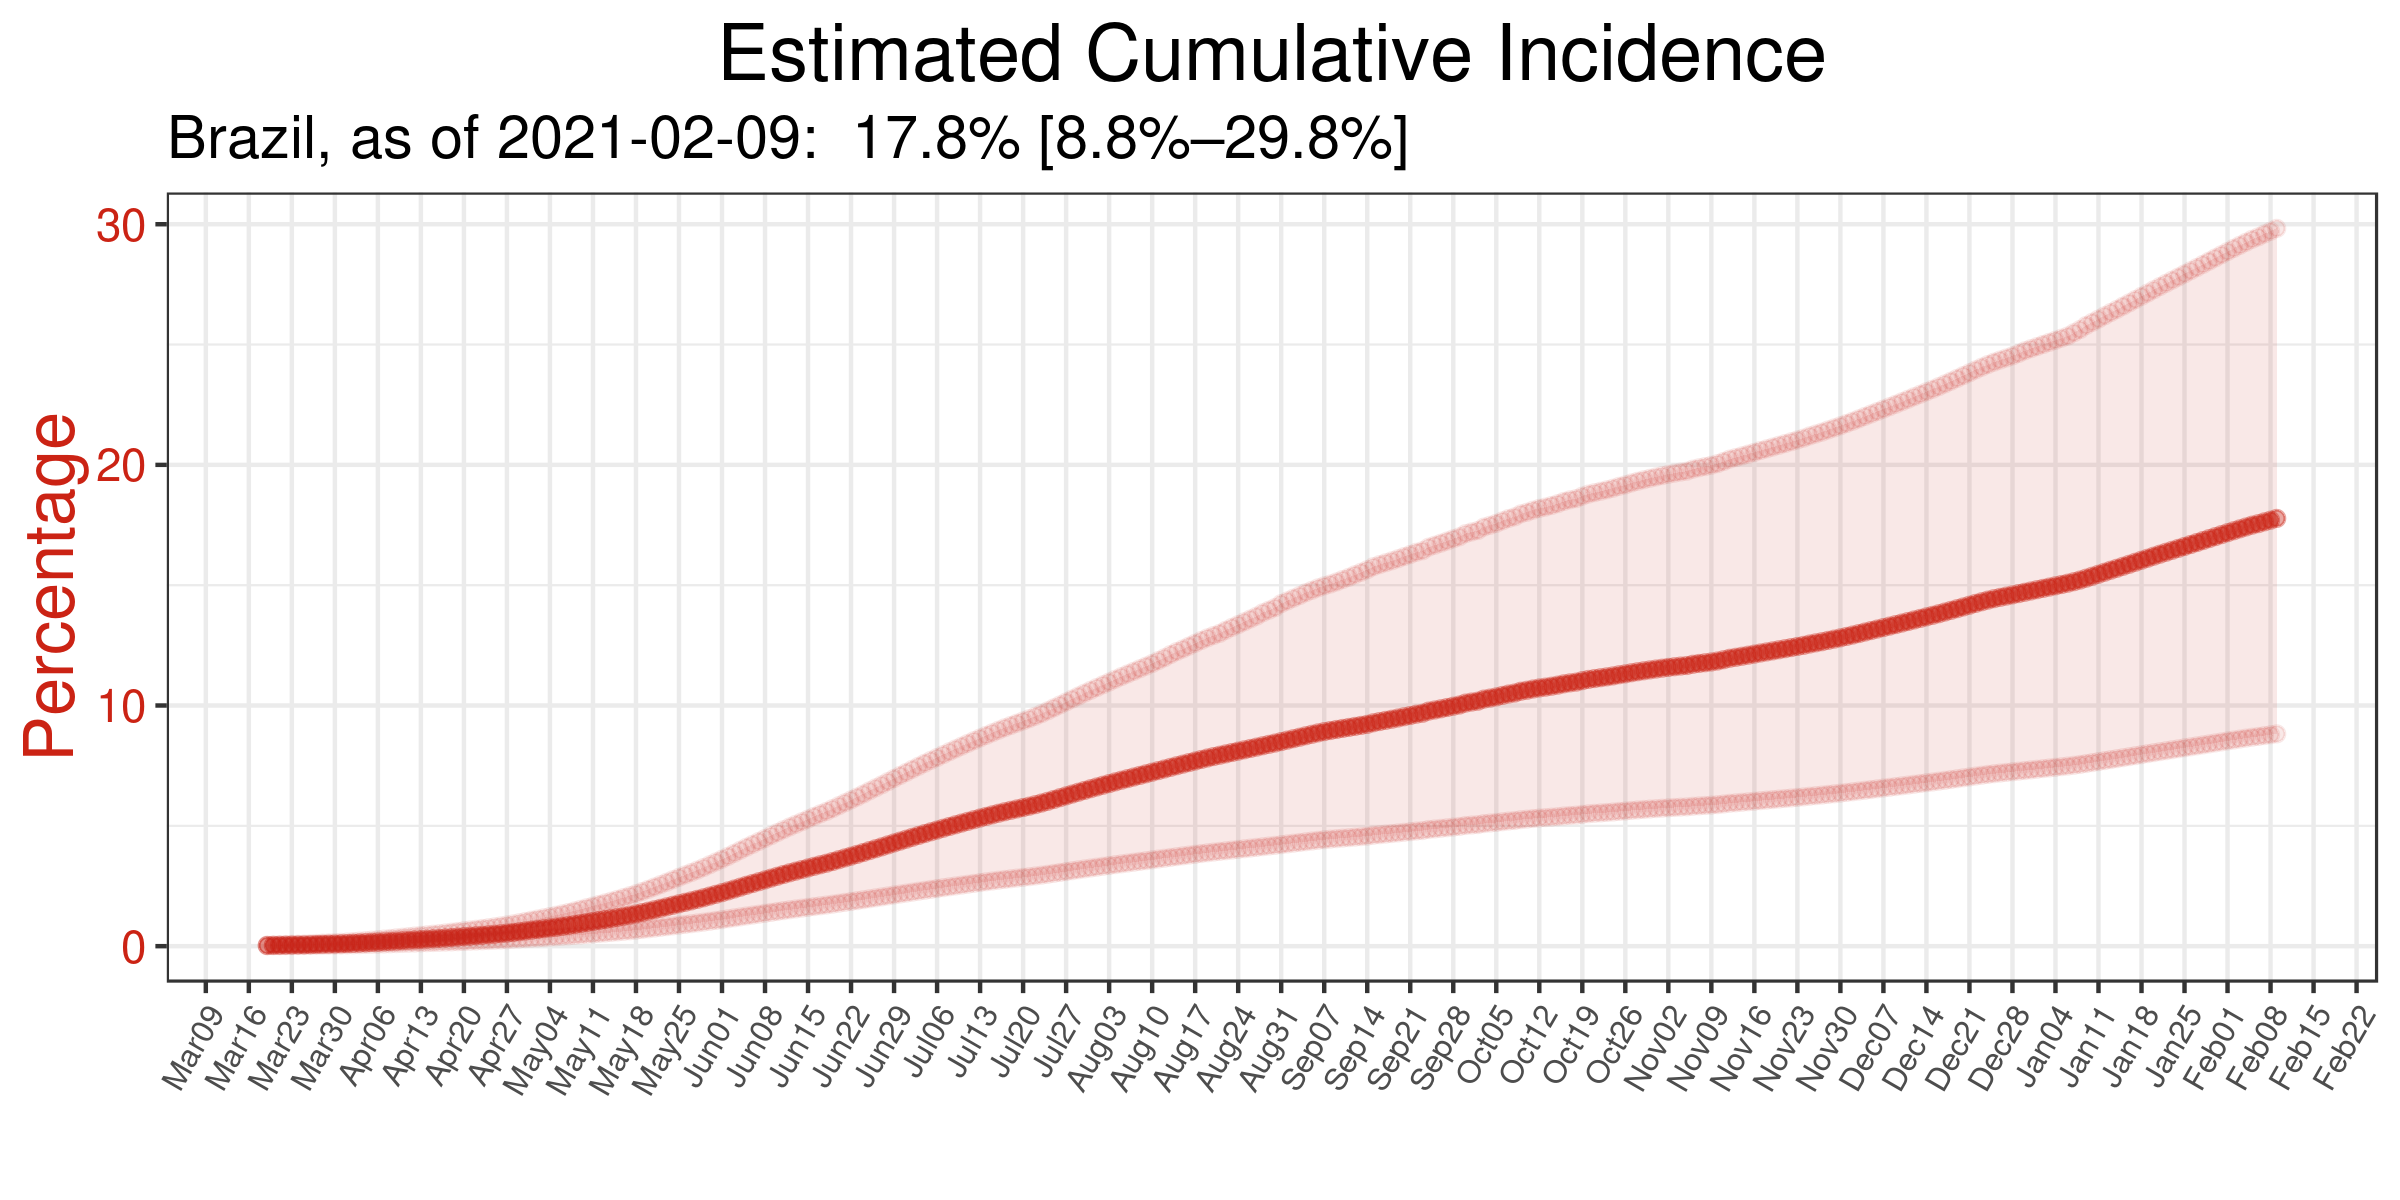 Estimated Cumulative Incidence
Brazil, as of 2021-02-09:  17.8% [8.8%–29.8%]
Percentage
30
20
10
0
Mar09
Mar16
Mar23
Mar30
Apr06
Apr13
Apr20
Apr27
May04
May11
May18
May25
Jun01
Jun08
Jun15
Jun22
Jun29
Jul06
Jul13
Jul20
Jul27
Aug03
Aug10
Aug17
Aug24
Aug31
Sep07
Sep14
Sep21
Sep28
Oct05
Oct12
Oct19
Oct26
Nov02
Nov09
Nov16
Nov23
Nov30
Dec07
Dec14
Dec21
Dec28
Jan04
Jan11
Jan18
Jan25
Feb01
Feb08
Feb15
Feb22